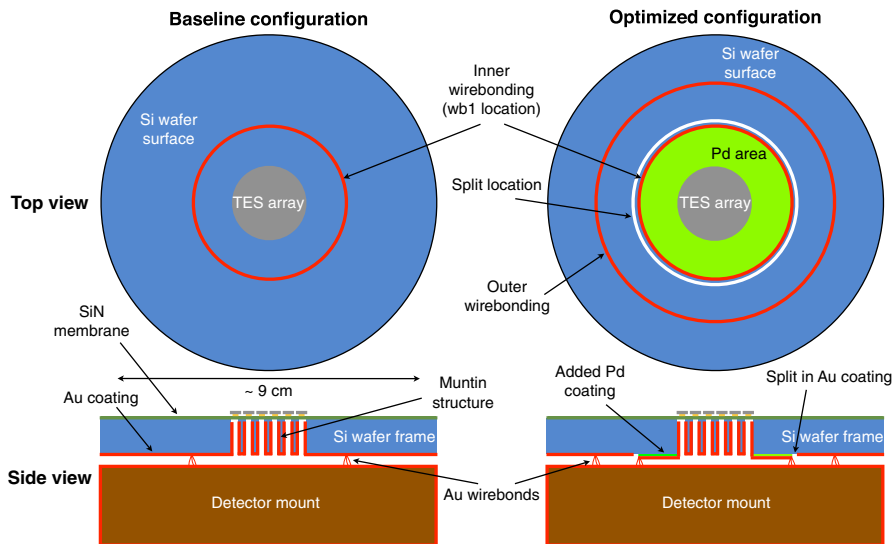 Baseline configuration
Optimized configuration
Si wafer
surface
Inner
wirebonding
(wb1 location)
Si wafer
surface
Pd area
Split location
Top view
TES array
TES array
Outer
wirebonding
SiN
membrane
~ 9 cm
Au coating
Muntin
structure
Added Pd
coating
Split in Au coating
Si wafer frame
Si wafer frame
Side view
Au wirebonds
Detector mount
Detector mount